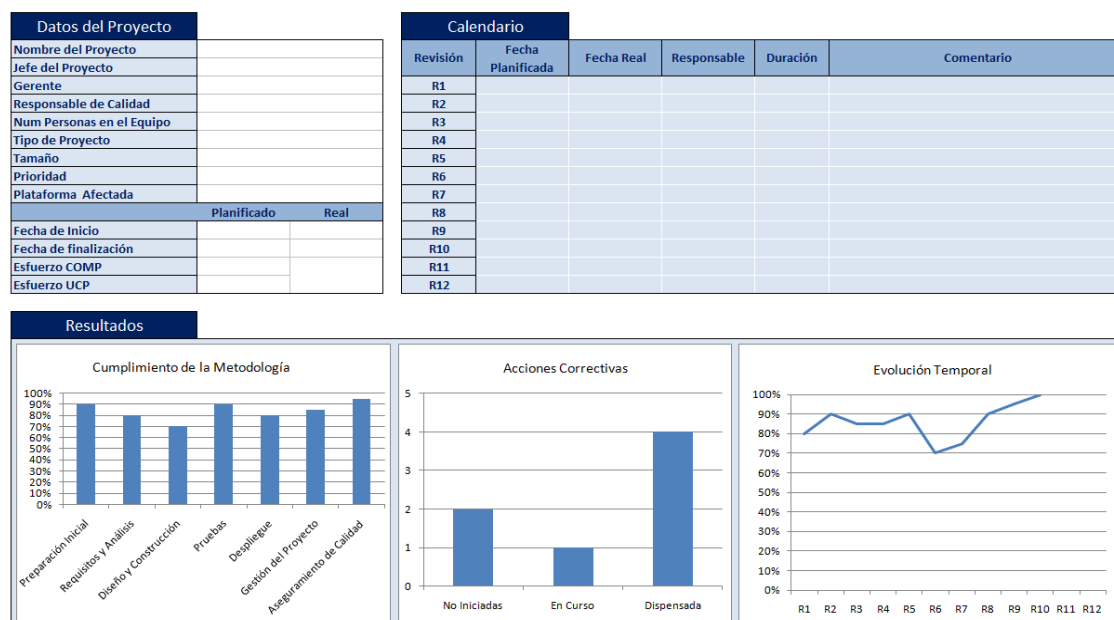 Datos del Proyecto
Nombre del Proyecto
Jefe del Proyecto
Gerente
Responsable de Calidad
Num Personas en el Equipo
Tipo de Proyecto
Tamaño
Prioridad
Plataforma Afectada
Planificado Real
Fecha de Inicio
Fecha de finalización
Esfuerzo COMP
Esfuerzo UCP
Calendario
Revisión Fecha Planificada Fecha Real Responsable Duración Comentario
R1
R2
R3
R4
R5
R6
R7
R8
R9
R10
R11
R12
Resultados
Cumplimiento de la Metodología
100%
90%
80%
70%
60%
50%
40%
30%
20%
10%
0%
Preparación Inicial
Requisitos y Análisis
Diseño y Construcción
Pruebas
Despliegue
Gestión del Proyecto
Aseguramiento de Calidad
Acciones Correctivas
5
4
3
2
1
0
No Iniciadas En Curso Dispensada
Evolución Temporal
100%
90%
80%
70%
60%
50%
40%
30%
20%
10%
0%
R1 R2 R3 R4 R5 R6 R7 R8 R9 R10 R11 R12